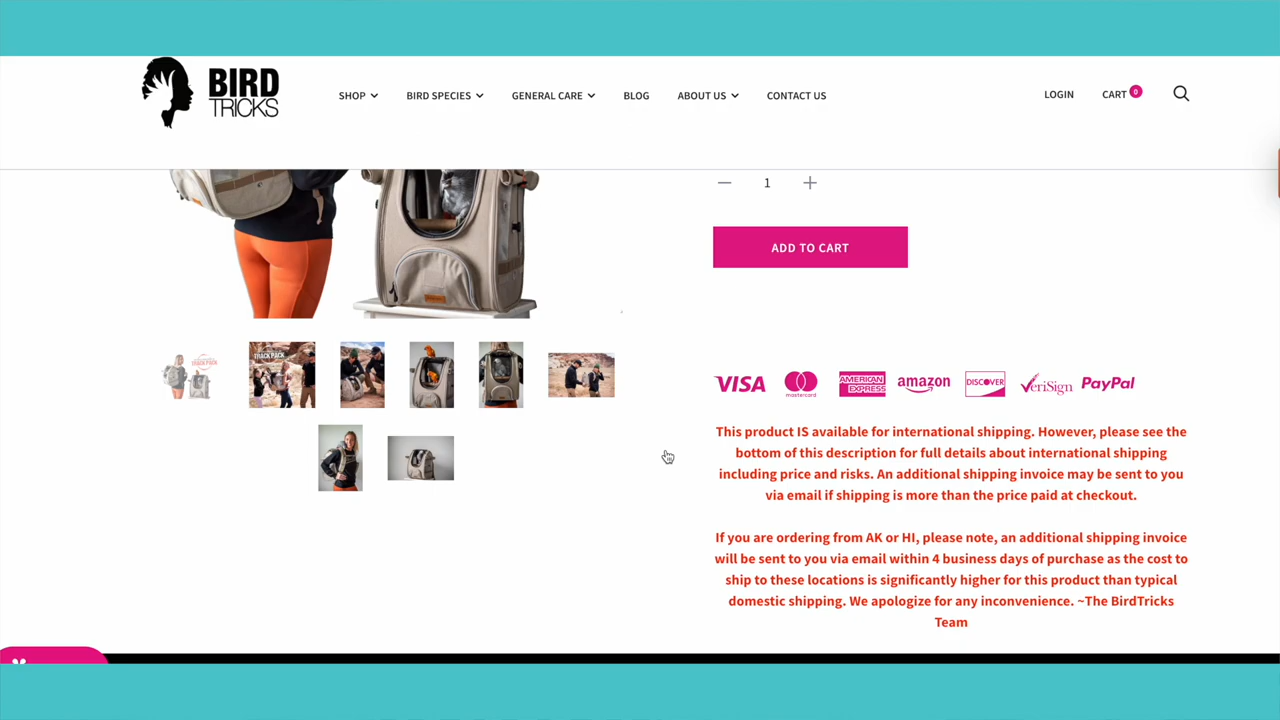 BIRD
TRICKS
SHOP
BIRD SPECIES
GENERAL CARE
BLOG
ABOUT US
CONTACT US
LOGIN
CART 0
1
ADD TO CART
TRACK PACK
VISA
mastercard
AMERICAN EXPRESS
amazon
DISCOVER
VeriSign
PayPal
This product IS available for international shipping. However, please see the
bottom of this description for full details about international shipping
including price and risks. An additional shipping invoice may be sent to you
via email if shipping is more than the price paid at checkout.
If you are ordering from AK or HI, please note, an additional shipping invoice
will be sent to you via email within 4 business days of purchase as the cost to
ship to these locations is significantly higher for this product than typical
domestic shipping. We apologize for any inconvenience. ~The BirdTricks
Team